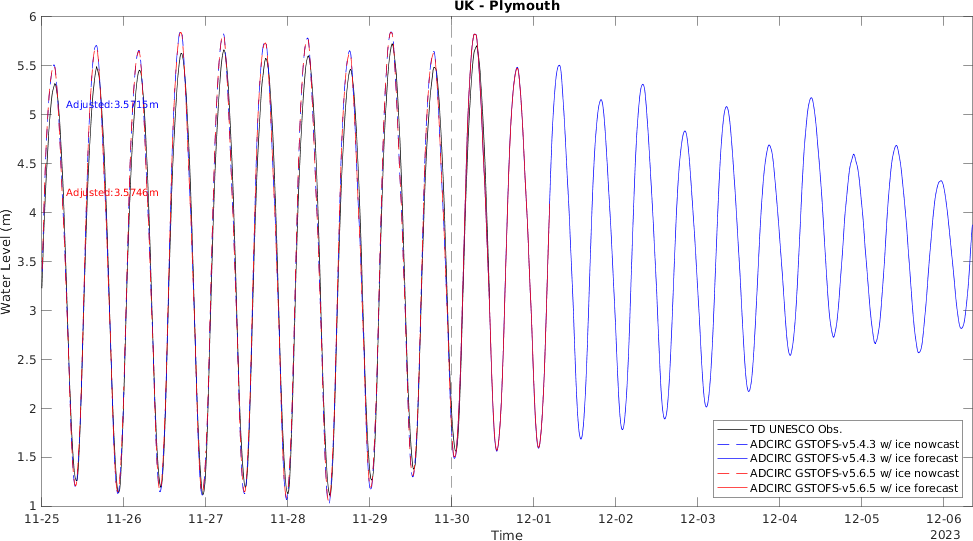 UK - Plymouth
6
5.5
5
4.5
4
3.5
3
2.5
2
1.5
1
Water Level (m)
Adjusted:3.5715m
Adjusted:3.5746m
TD UNESCO Obs.
ADCIRC GSTOFS-v5.4.3 w/ ice nowcast
ADCIRC GSTOFS-v5.4.3 w/ ice forecast
ADCIRC GSTOFS-v5.6.5 w/ ice nowcast
ADCIRC GSTOFS-v5.6.5 w/ ice forecast
11-25 11-26 11-27 11-28 11-29 11-30 12-01 12-02 12-03 12-04 12-05 12-06
Time 2023